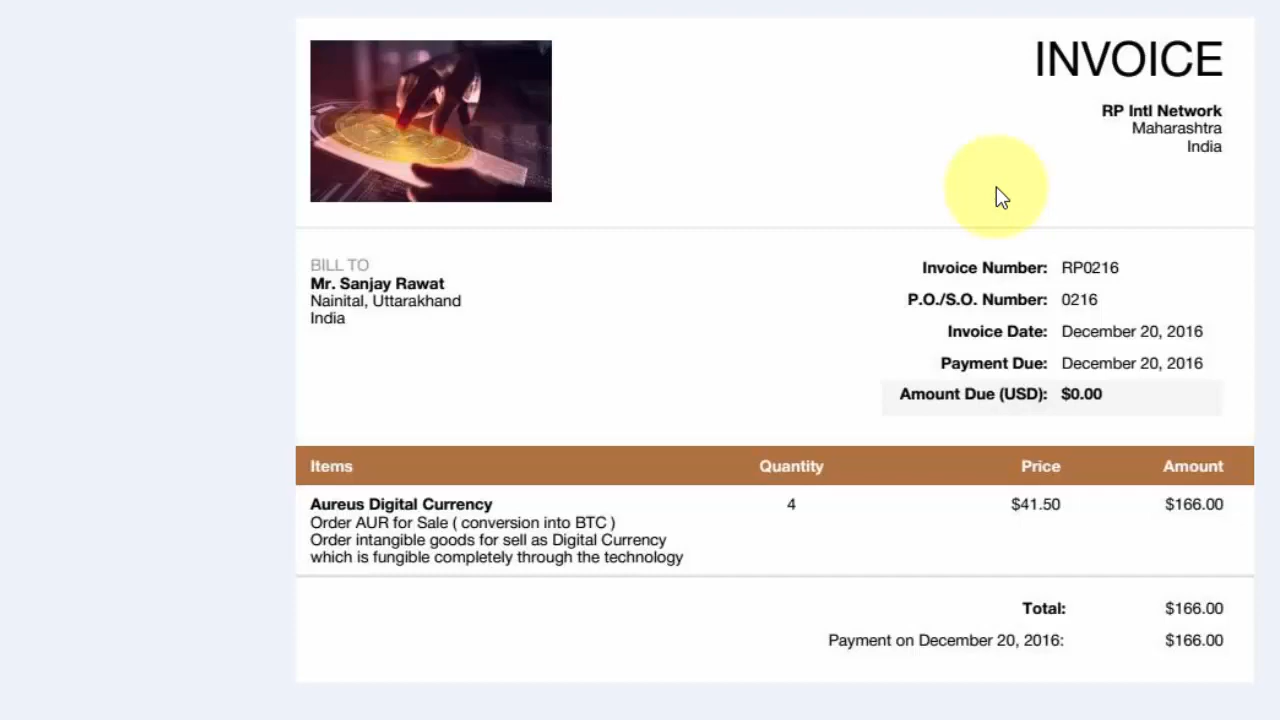 INVOICE
RP Intl Network
Maharashtra
India
BILL TO
Mr. Sanjay Rawat
Nainital, Uttarakhand
India
Invoice Number: RP0216
P.O./S.O. Number: 0216
Invoice Date: December 20, 2016
Payment Due: December 20, 2016
Amount Due (USD): $0.00
Items Quantity Price Amount
Aureus Digital Currency 4 $41.50 $166.00
Order AUR for Sale ( conversion into BTC )
Order intangible goods for sell as Digital Currency
which is fungible completely through the technology
Total: $166.00
Payment on December 20, 2016: $166.00